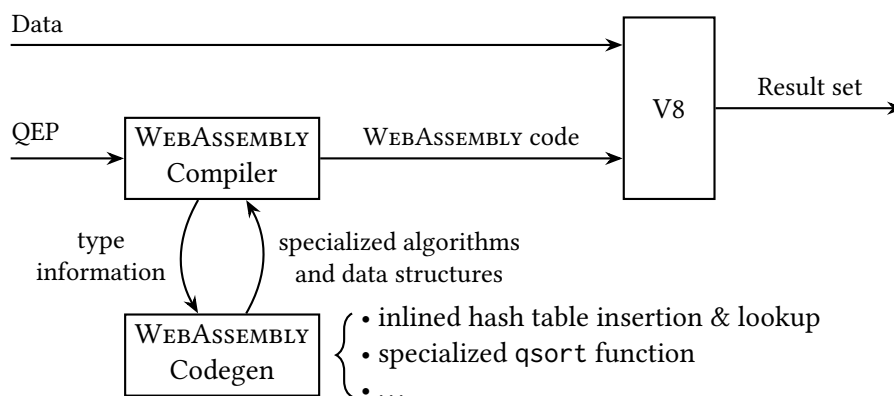 Data
V8
Result set
QEP
WEBASSEMBLY
Compiler
WEBASSEMBLY code
type
information
specialized algorithms
and data structures
WEBASSEMBLY
Codegen
• inlined hash table insertion & lookup
• specialized qsort function
• ...